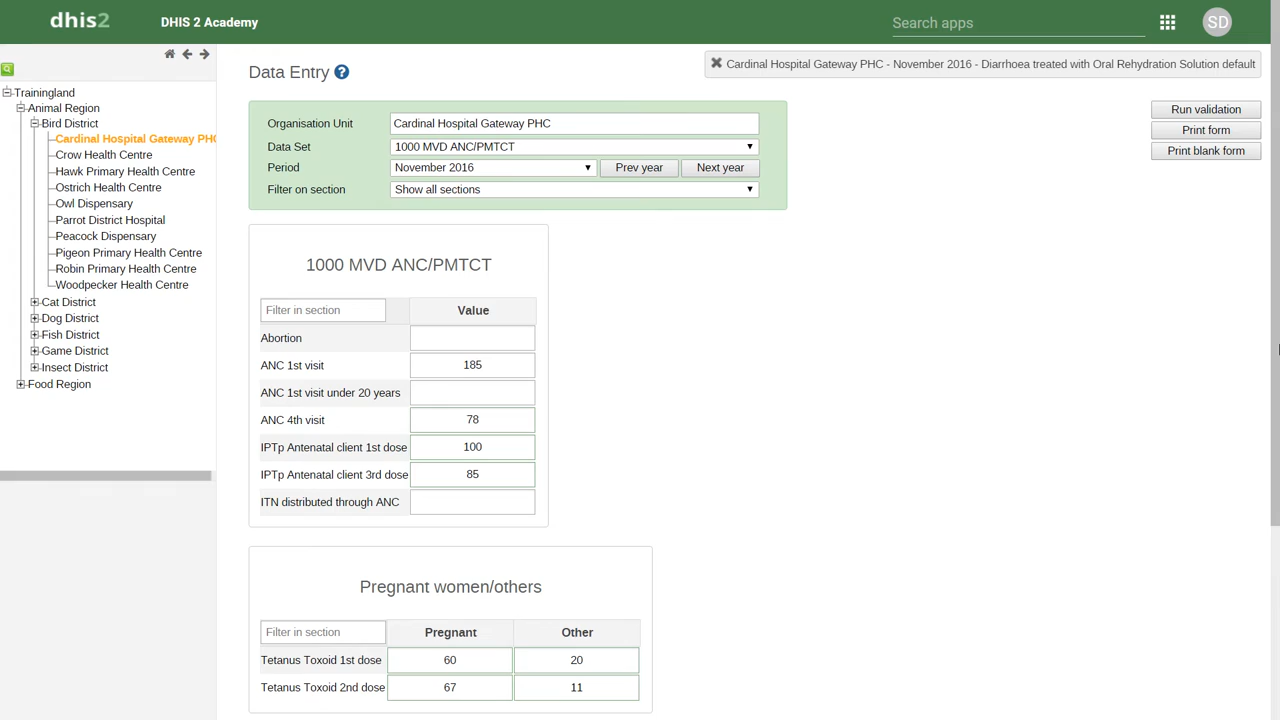 dhis2
DHIS 2 Academy
Search apps
SD
Data Entry ?
Cardinal Hospital Gateway PHC - November 2016 - Diarrhoea treated with Oral Rehydration Solution default
Trainingland
Animal Region
Bird District
Cardinal Hospital Gateway PHC
Crow Health Centre
Hawk Primary Health Centre
Ostrich Health Centre
Owl Dispensary
Parrot District Hospital
Peacock Dispensary
Pigeon Primary Health Centre
Robin Primary Health Centre
Woodpecker Health Centre
Cat District
Dog District
Fish District
Game District
Insect District
Food Region
Organisation Unit Cardinal Hospital Gateway PHC
Data Set 1000 MVD ANC/PMTCT
Period November 2016 Prev year Next year
Filter on section Show all sections
Run validation
Print form
Print blank form
1000 MVD ANC/PMTCT
Filter in section Value
Abortion
ANC 1st visit 185
ANC 1st visit under 20 years
ANC 4th visit 78
IPTp Antenatal client 1st dose 100
IPTp Antenatal client 3rd dose 85
ITN distributed through ANC
Pregnant women/others
Filter in section Pregnant Other
Tetanus Toxoid 1st dose 60 20
Tetanus Toxoid 2nd dose 67 11